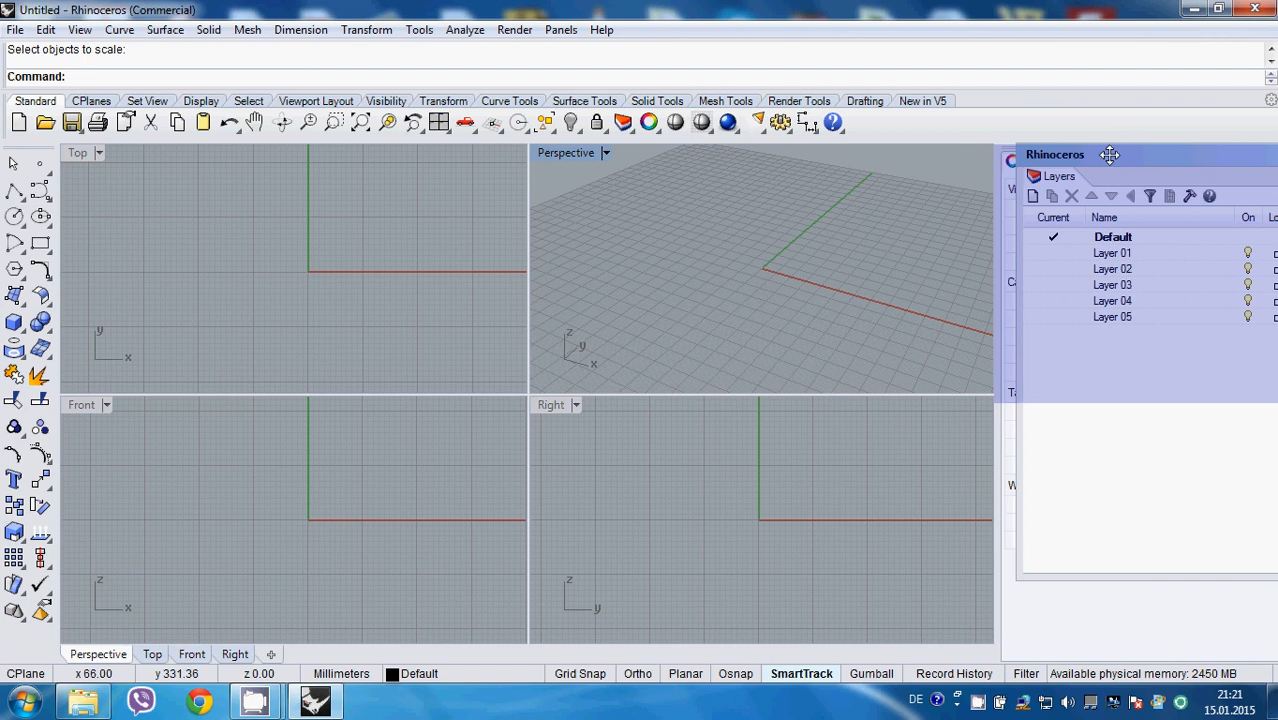 Untitled - Rhinoceros (Commercial)
File Edit View Curve Surface Solid Mesh Dimension Transform Tools Analyze Render Panels Help
Select objects to scale:
Command:
Standard CPlanes Set View Display Select Viewport Layout Visibility Transform Curve Tools Surface Tools Solid Tools Mesh Tools Render Tools Drafting New in V5
Top
Perspective
Rhinoceros
Layers
Current Name On
Default
Layer 01
Layer 02
Layer 03
Layer 04
Layer 05
y
x
z
y
x
Front
Right
z
x
z
y
Perspective Top Front Right
CPlane x 66.00 y 331.36 z 0.00 Millimeters Default Grid Snap Ortho Planar Osnap SmartTrack Gumball Record History Filter Available physical memory: 2450 MB
DE
21:21
15.01.2015